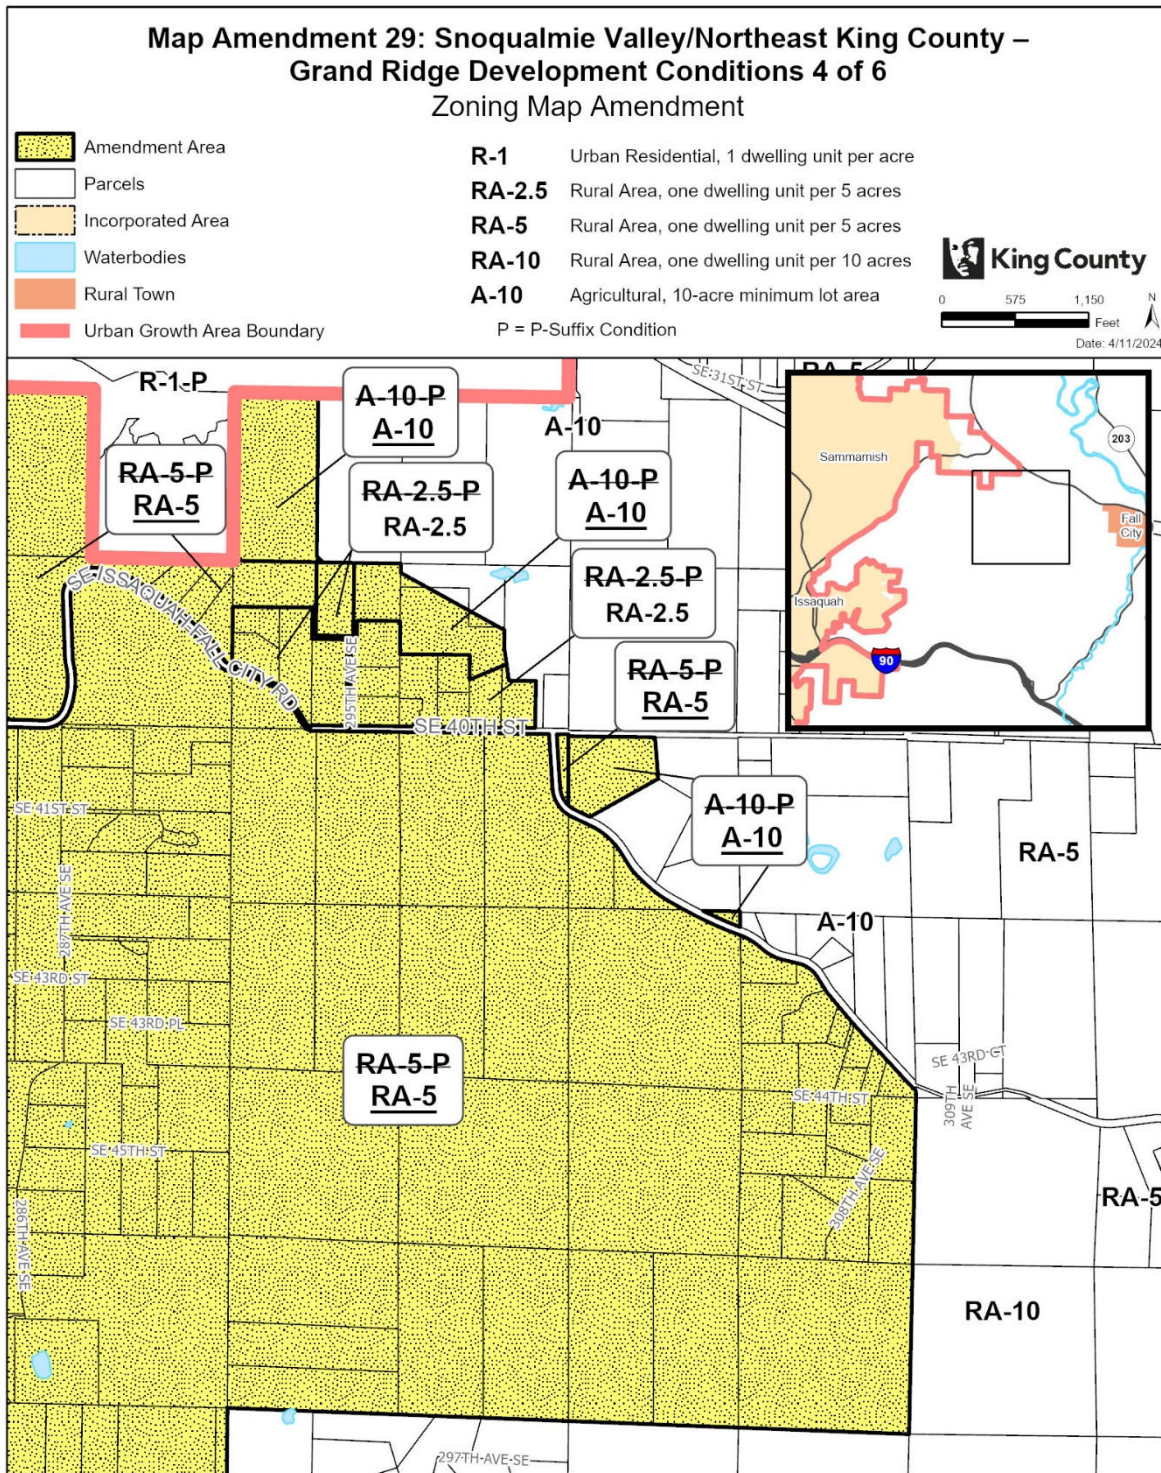 Map Amendment 29: Snoqualmie Valley/Northeast King County –
Grand Ridge Development Conditions 4 of 6
Zoning Map Amendment
Amendment Area
Parcels
Incorporated Area
Waterbodies
Rural Town
Urban Growth Area Boundary
R-1 Urban Residential, 1 dwelling unit per acre
RA-2.5 Rural Area, one dwelling unit per 5 acres
RA-5 Rural Area, one dwelling unit per 5 acres
RA-10 Rural Area, one dwelling unit per 10 acres
A-10 Agricultural, 10-acre minimum lot area
P = P-Suffix Condition
King County
0 575 1,150
Feet
N
Date: 4/11/2024
R-1-P
SE 31ST ST
RA-5
A-10-P
A-10
A-10
RA-5-P
RA-5
RA-2.5-P
RA-2.5
A-10-P
A-10
RA-2.5-P
RA-2.5
RA-5-P
RA-5
Sammamish
203
Fall
City
Issaquah
90
SE ISSAQUAH FALL CITY RD
295TH AVE SE
SE 40TH ST
A-10-P
A-10
SE 41ST ST
287TH AVE SE
RA-5
A-10
SE 43RD ST
SE 43RD PL
RA-5-P
RA-5
SE 43RD CT
309TH
AVE SE
SE 44TH ST
SE 45TH ST
308TH AVE SE
286TH AVE SE
RA-5
RA-10
297TH AVE SE